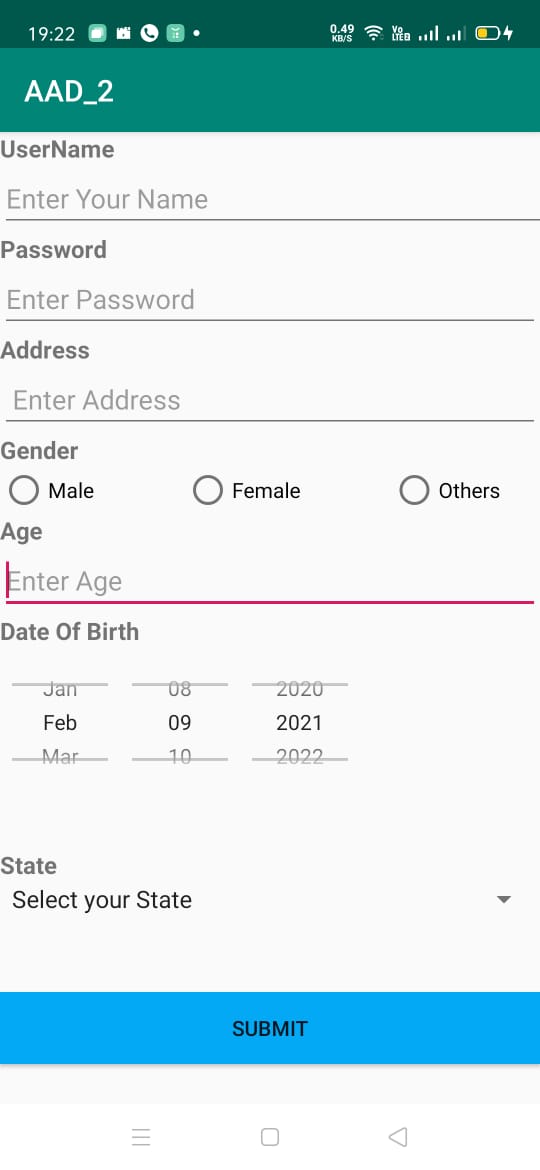 19:22 0.49 KB/S Vo LTE2
AAD_2
UserName
Enter Your Name
Password
Enter Password
Address
Enter Address
Gender
Male Female Others
Age
Enter Age
Date Of Birth
Jan 08 2020
Feb 09 2021
Mar 10 2022
State
Select your State
SUBMIT